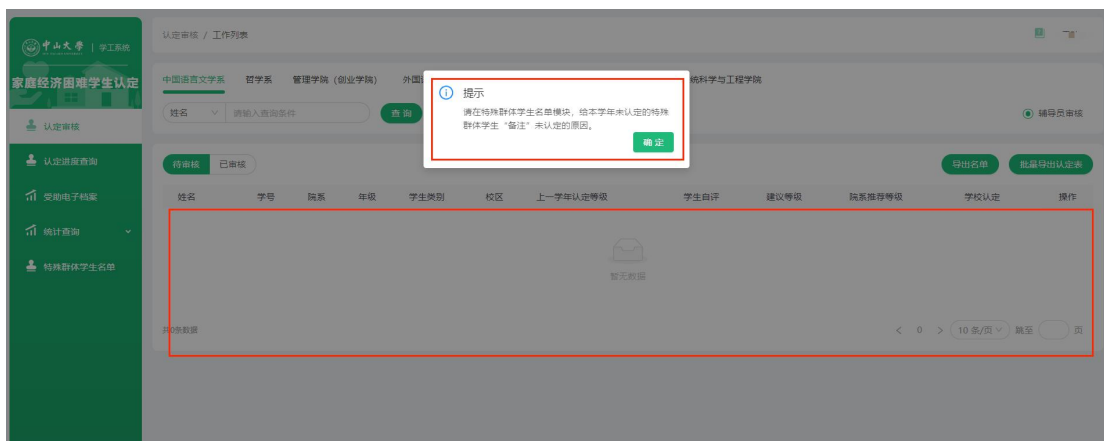 中山大學 | 学工系统
家庭经济困难学生认定
认定审核
认定进度查询
受助电子档案
统计查询
特殊群体学生名单
认定审核 / 工作列表
中国语言文学系 哲学系 管理学院（创业学院） 外国 统科学与工程学院
姓名 请输入查询条件 查询 辅导员审核
提示
请在特殊群体学生名单模块，给本学年未认定的特殊
群体学生“备注”未认定的原因。
确定
待审核 已审核 导出名单 批量导出认定表
姓名 学号 院系 年级 学生类别 校区 上一学年认定等级 学生自评 建议等级 院系推荐等级 学校认定 操作
暂无数据
共0条数据 < 0 > 10 条/页 跳至 页